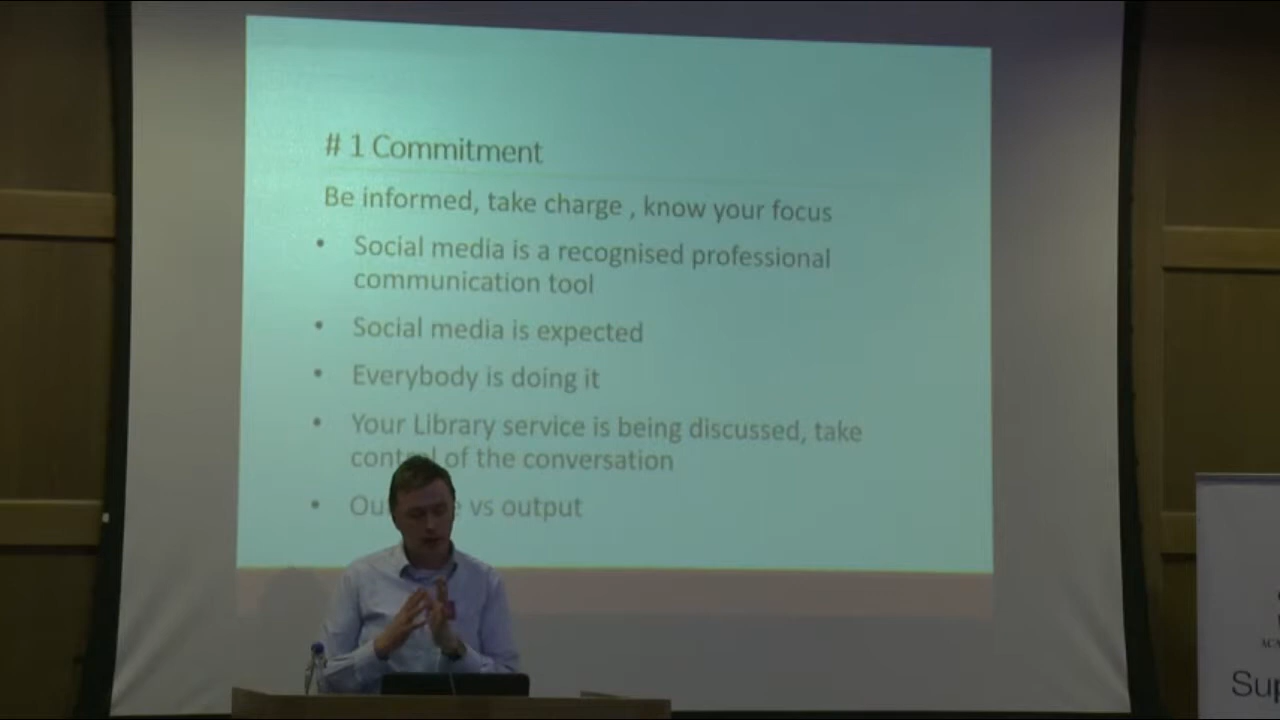 # 1 Commitment
Be informed, take charge , know your focus
• Social media is a recognised professional
communication tool
• Social media is expected
• Everybody is doing it
• Your Library service is being discussed, take
of the conversation
• vs output